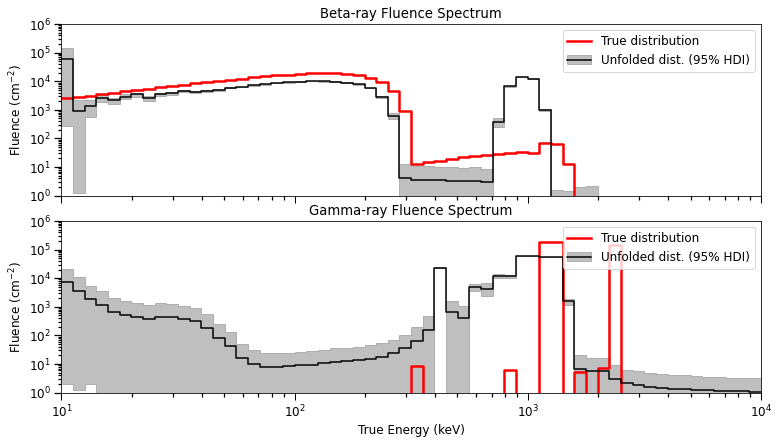 Beta-ray Fluence Spectrum
10⁶
10⁵
10⁴
10³
10²
10¹
10⁰
Fluence (cm⁻²)
True distribution
Unfolded dist. (95% HDI)
Gamma-ray Fluence Spectrum
10⁶
10⁵
10⁴
10³
10²
10¹
10⁰
Fluence (cm⁻²)
True distribution
Unfolded dist. (95% HDI)
10¹ 10² 10³ 10⁴
True Energy (keV)